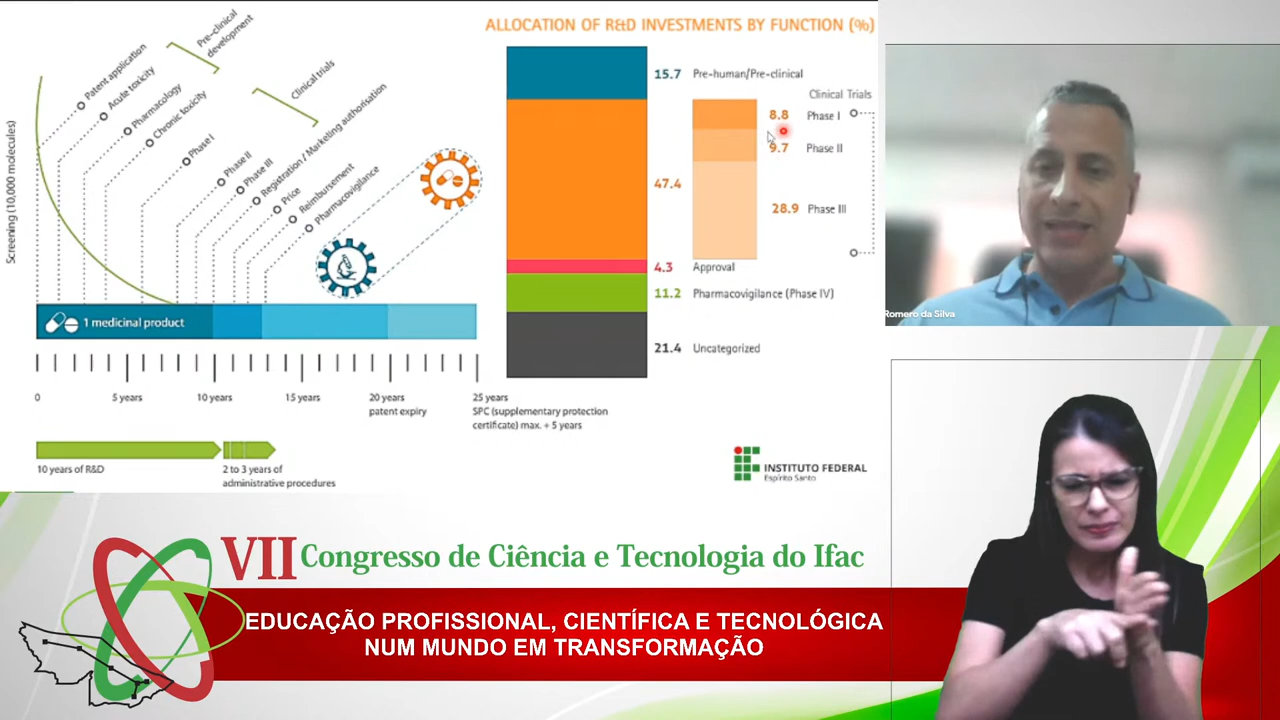 ALLOCATION OF R&D INVESTMENTS BY FUNCTION (%)
Screening (10,000 molecules)
Patent application
Acute toxicity
Pharmacology
Chronic toxicity
Pre-clinical
development
Phase I
Phase II
Phase III
Clinical trials
Registration / Marketing authorisation
Price
Reimbursement
Pharmacovigilance
1 medicinal product
0
5 years
10 years
15 years
20 years
patent expiry
25 years
SPC (supplementary protection
certificate) max. + 5 years
10 years of R&D
2 to 3 years of
administrative procedures
15.7 Pre-human/Pre-clinical
Clinical Trials
8.8 Phase I
9.7 Phase II
47.4
28.9 Phase III
4.3 Approval
11.2 Pharmacovigilance (Phase IV)
21.4 Uncategorized
INSTITUTO FEDERAL
Espírito Santo
Romero da Silva
VII Congresso de Ciência e Tecnologia do Ifac
EDUCAÇÃO PROFISSIONAL, CIENTÍFICA E TECNOLÓGICA
NUM MUNDO EM TRANSFORMAÇÃO